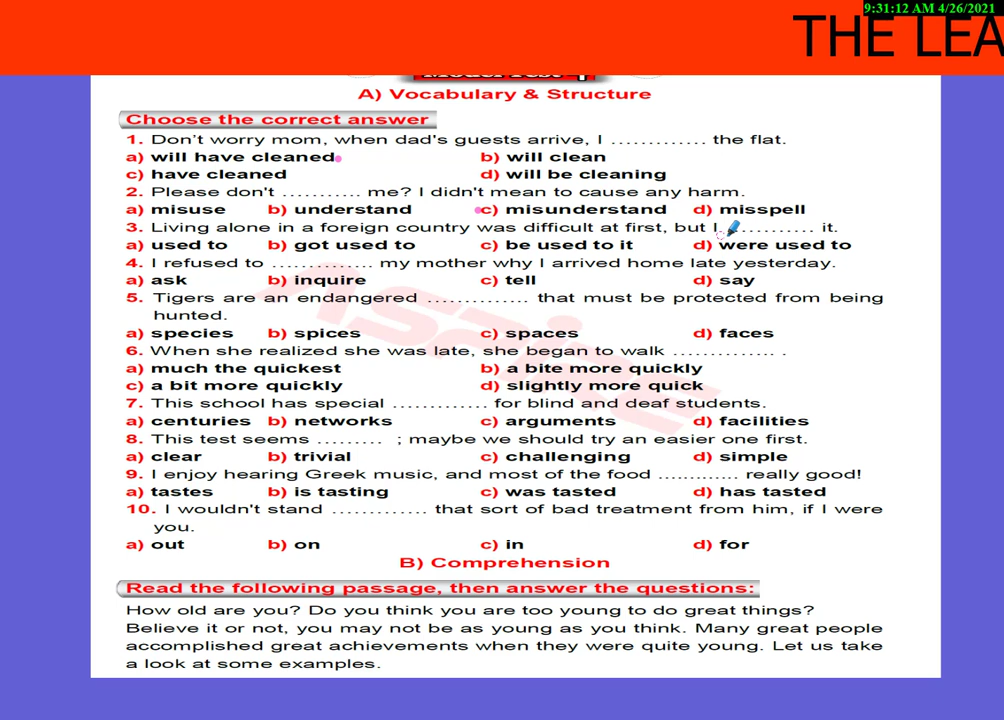 9:31:12 AM 4/26/2021
THE LEA
A) Vocabulary & Structure
Choose the correct answer
1. Don't worry mom, when dad's guests arrive, I ............. the flat.
a) will have cleaned b) will clean
c) have cleaned d) will be cleaning
2. Please don't ........... me? I didn't mean to cause any harm.
a) misuse b) understand c) misunderstand d) misspell
3. Living alone in a foreign country was difficult at first, but I ............ it.
a) used to b) got used to c) be used to it d) were used to
4. I refused to .............. my mother why I arrived home late yesterday.
a) ask b) inquire c) tell d) say
5. Tigers are an endangered .............. that must be protected from being
hunted.
a) species b) spices c) spaces d) faces
6. When she realized she was late, she began to walk .............. .
a) much the quickest b) a bite more quickly
c) a bit more quickly d) slightly more quick
7. This school has special ............. for blind and deaf students.
a) centuries b) networks c) arguments d) facilities
8. This test seems ......... ; maybe we should try an easier one first.
a) clear b) trivial c) challenging d) simple
9. I enjoy hearing Greek music, and most of the food ............ really good!
a) tastes b) is tasting c) was tasted d) has tasted
10. I wouldn't stand ............. that sort of bad treatment from him, if I were
you.
a) out b) on c) in d) for
B) Comprehension
Read the following passage, then answer the questions:
How old are you? Do you think you are too young to do great things?
Believe it or not, you may not be as young as you think. Many great people
accomplished great achievements when they were quite young. Let us take
a look at some examples.
ASPIRE